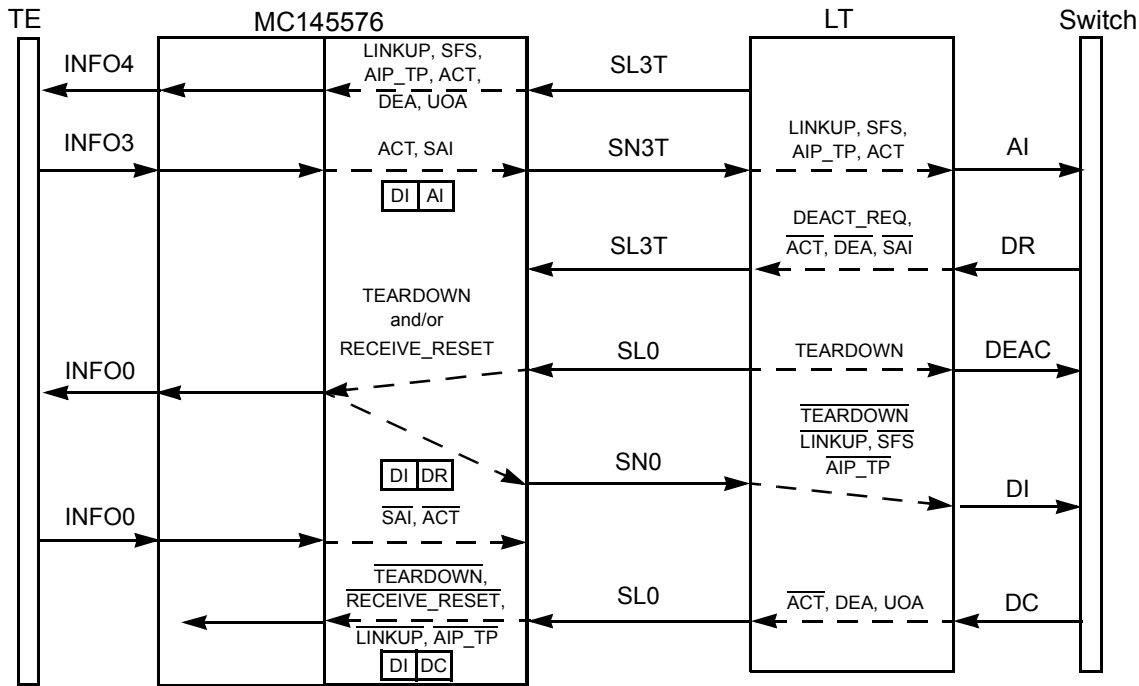 TE
MC145576
LT
Switch
INFO4
LINKUP, SFS,
AIP_TP, ACT,
DEA, UOA
SL3T
INFO3
ACT, SAI
DI AI
SN3T
LINKUP, SFS,
AIP_TP, ACT
AI
SL3T
DEACT_REQ,
ACT, DEA, SAI
DR
TEARDOWN
and/or
RECEIVE_RESET
INFO0
SL0
TEARDOWN
DEAC
DI DR
SN0
TEARDOWN
LINKUP, SFS
AIP_TP
DI
INFO0
SAI, ACT
TEARDOWN,
RECEIVE_RESET,
LINKUP, AIP_TP
DI DC
SL0
ACT, DEA, UOA
DC